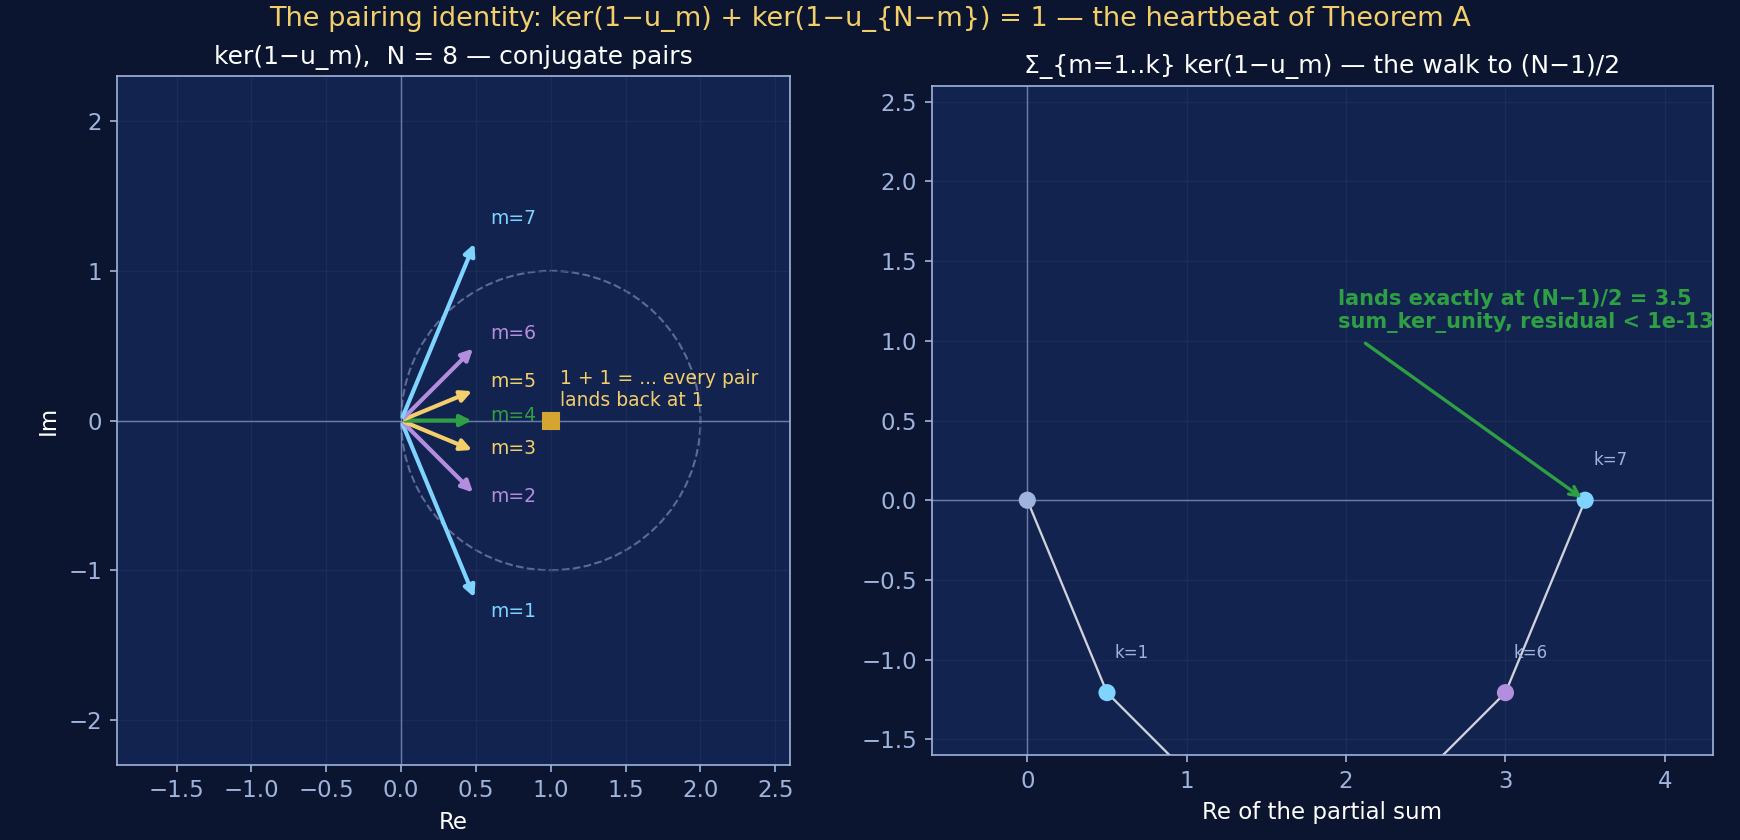 The pairing identity: ker(1−u_m) + ker(1−u_{N−m}) = 1 — the heartbeat of Theorem A
ker(1−u_m),  N = 8 — conjugate pairs
2
1
0
−1
−2
Im
m=7
m=6
m=5
m=4
m=3
m=2
m=1
1 + 1 = ... every pair
lands back at 1
−1.5 −1.0 −0.5 0.0 0.5 1.0 1.5 2.0 2.5
Re
Σ_{m=1..k} ker(1−u_m) — the walk to (N−1)/2
2.5
2.0
1.5
1.0
0.5
0.0
−0.5
−1.0
−1.5
lands exactly at (N−1)/2 = 3.5
sum_ker_unity, residual < 1e-13
k=7
k=1
k=6
0 1 2 3 4
Re of the partial sum